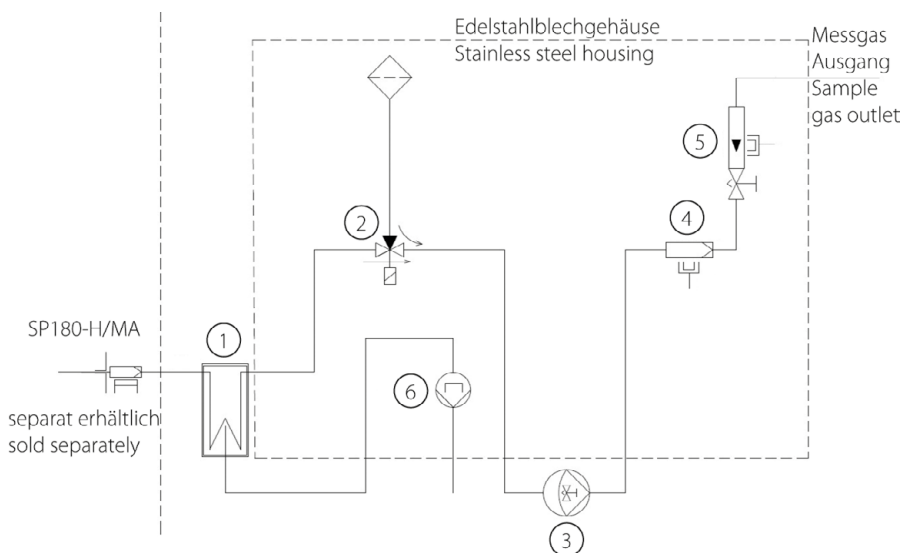 Edelstahlblechgehäuse
Stainless steel housing
Messgas
Ausgang
Sample
gas outlet
5
2
4
SP180-H/MA
1
6
separat erhältlich
sold separately
3